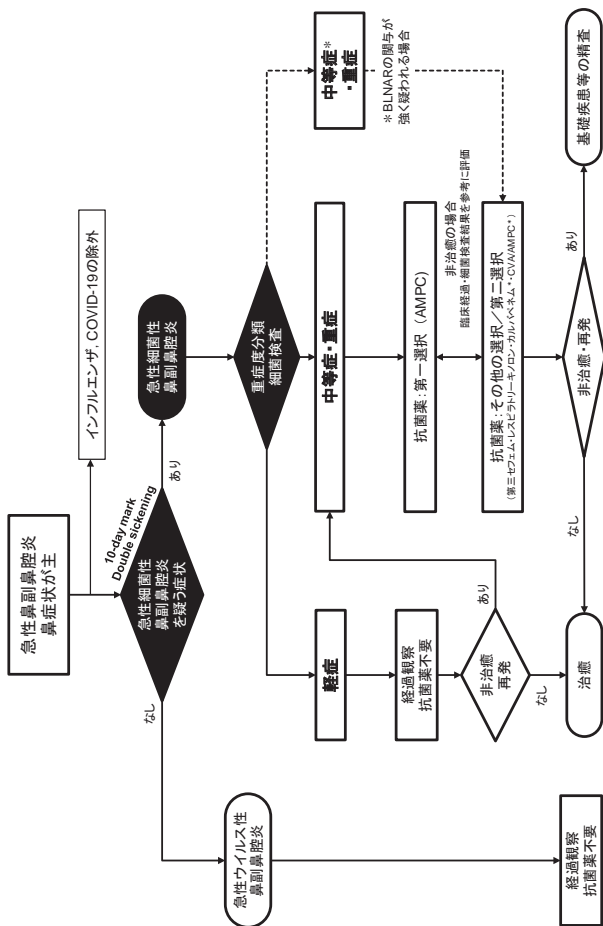 急性鼻副鼻腔炎
鼻症状が主
インフルエンザ, COVID-19の除外
10-day mark
Double sickening
急性細菌性
鼻副鼻腔炎
を疑う症状
なし
あり
急性ウイルス性
鼻副鼻腔炎
経過観察
抗菌薬不要
急性細菌性
鼻副鼻腔炎
重症度分類
細菌検査
軽症
経過観察
抗菌薬不要
非治癒
再発
あり
なし
中等症・重症
抗菌薬:第一選択 (AMPC)
非治癒の場合
臨床経過・細菌検査結果を参考に評価
中等症*
・重症
*BLNARの関与が
強く疑われる場合
抗菌薬:その他の選択/第二選択
(第三セフェム・レスピラトリーキノロン・カルバペネム*・CVA/AMPC*)
非治癒・再発
なし
あり
治癒
基礎疾患等の精査